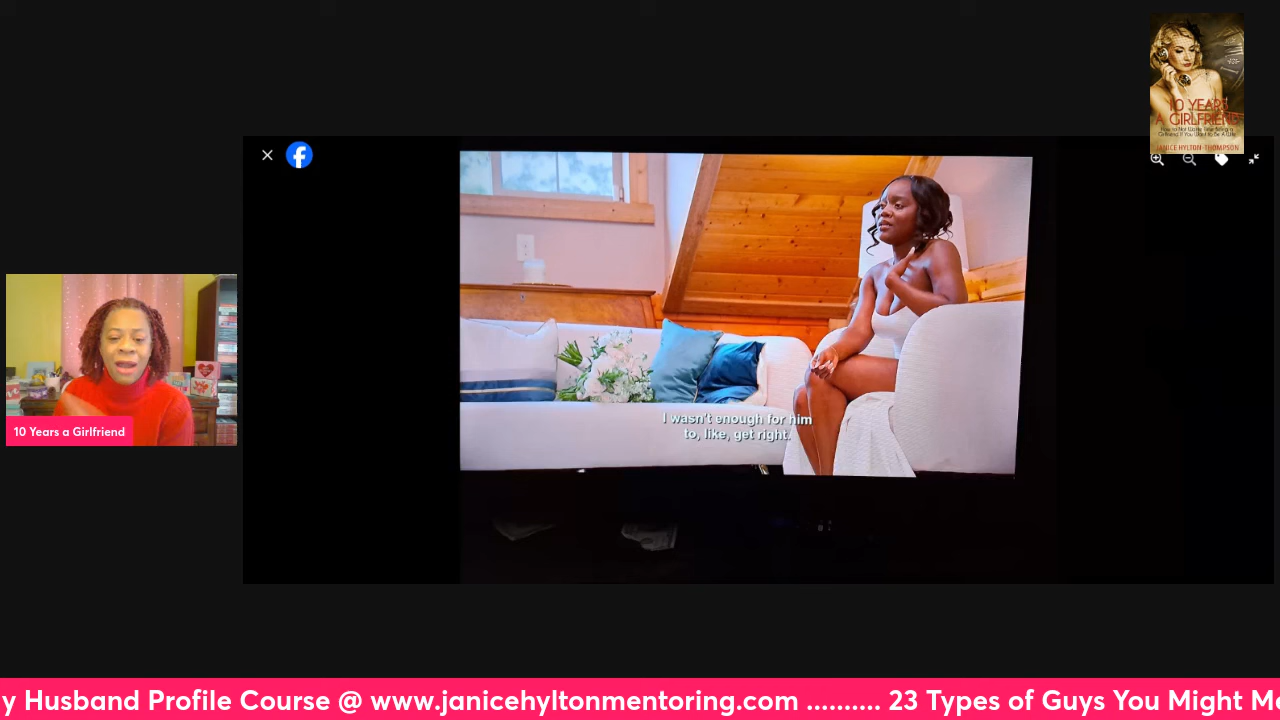 10 YEARS
A GIRLFRIEND
JANICE HYLTON-THOMPSON
I wasn't enough for him
to, like, get right.
10 Years a Girlfriend
y Husband Profile Course @ www.janicehyltonmentoring.com .......... 23 Types of Guys You Might M